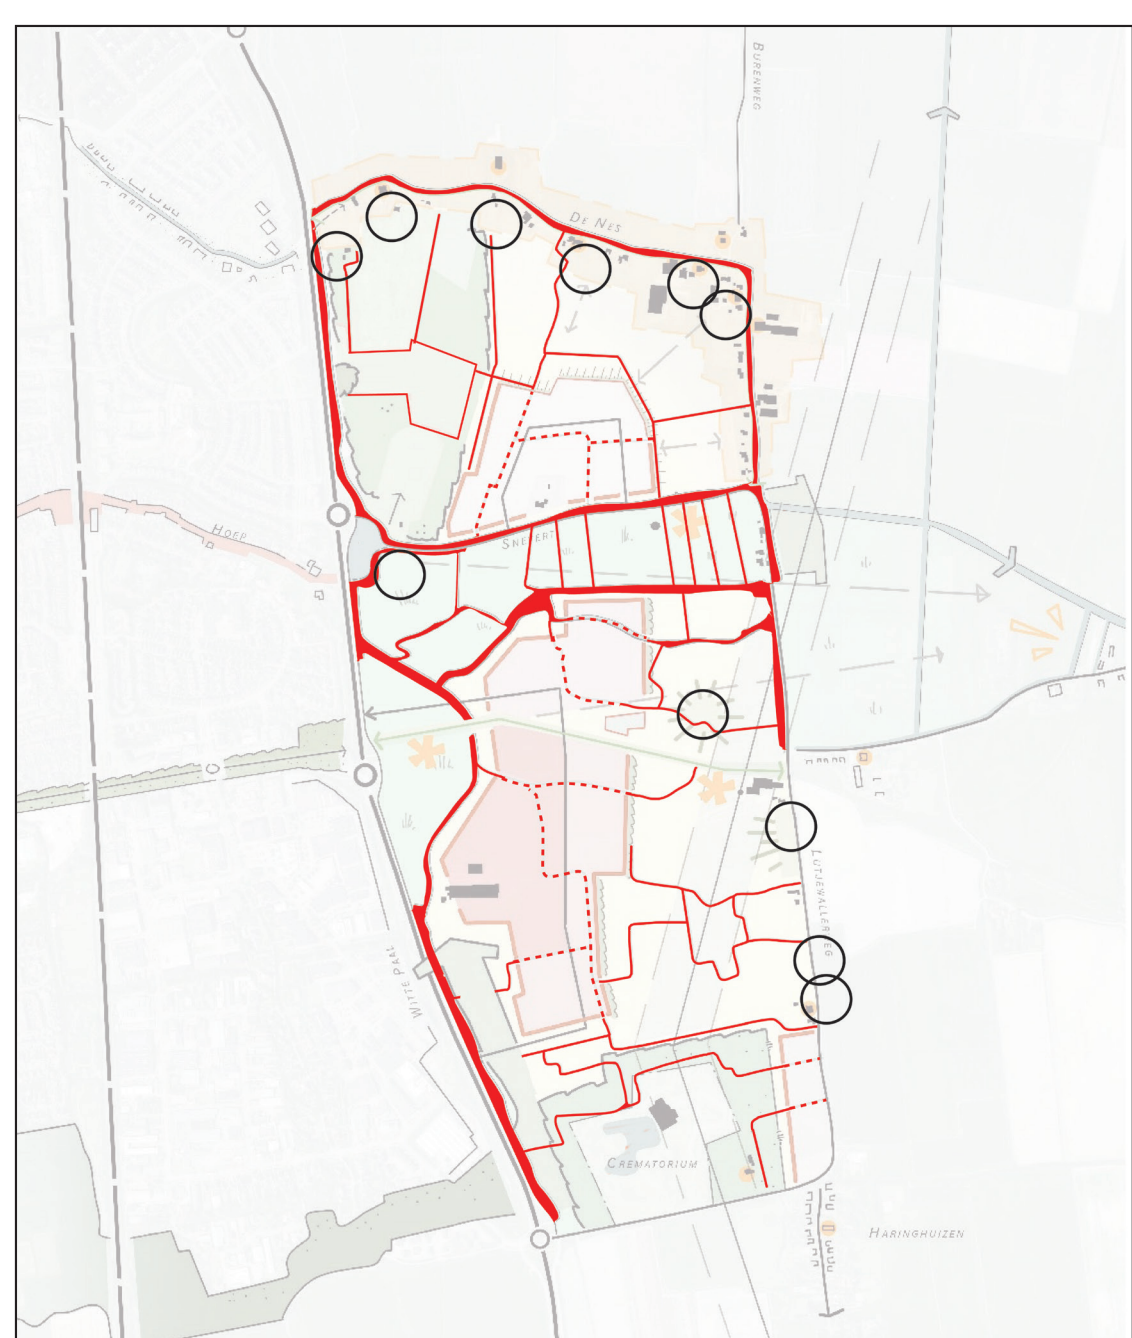 BURENWEG
DE NES
HOEP
SNEVERT
LUTJEWALLERWEG
WITTE PAAL
CREMATORIUM
HARINGHUIZEN